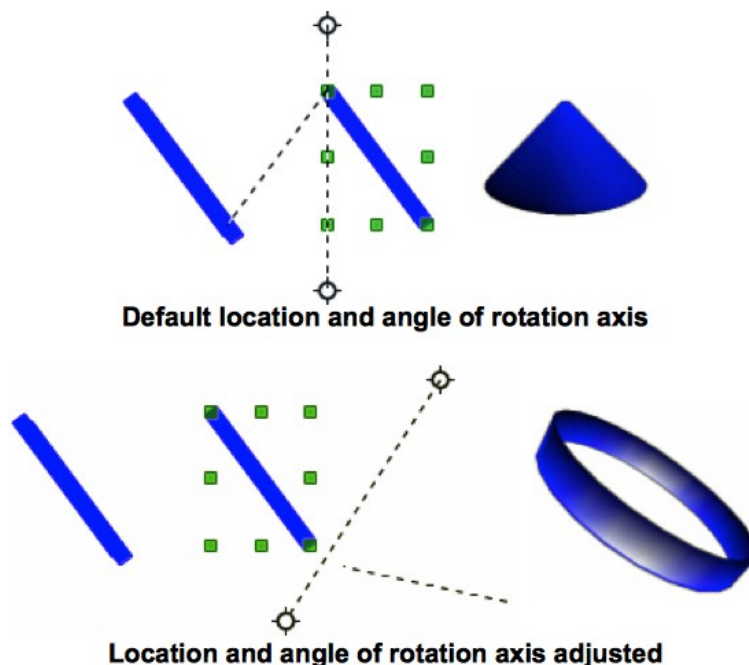 Default location and angle of rotation axis
Location and angle of rotation axis adjusted